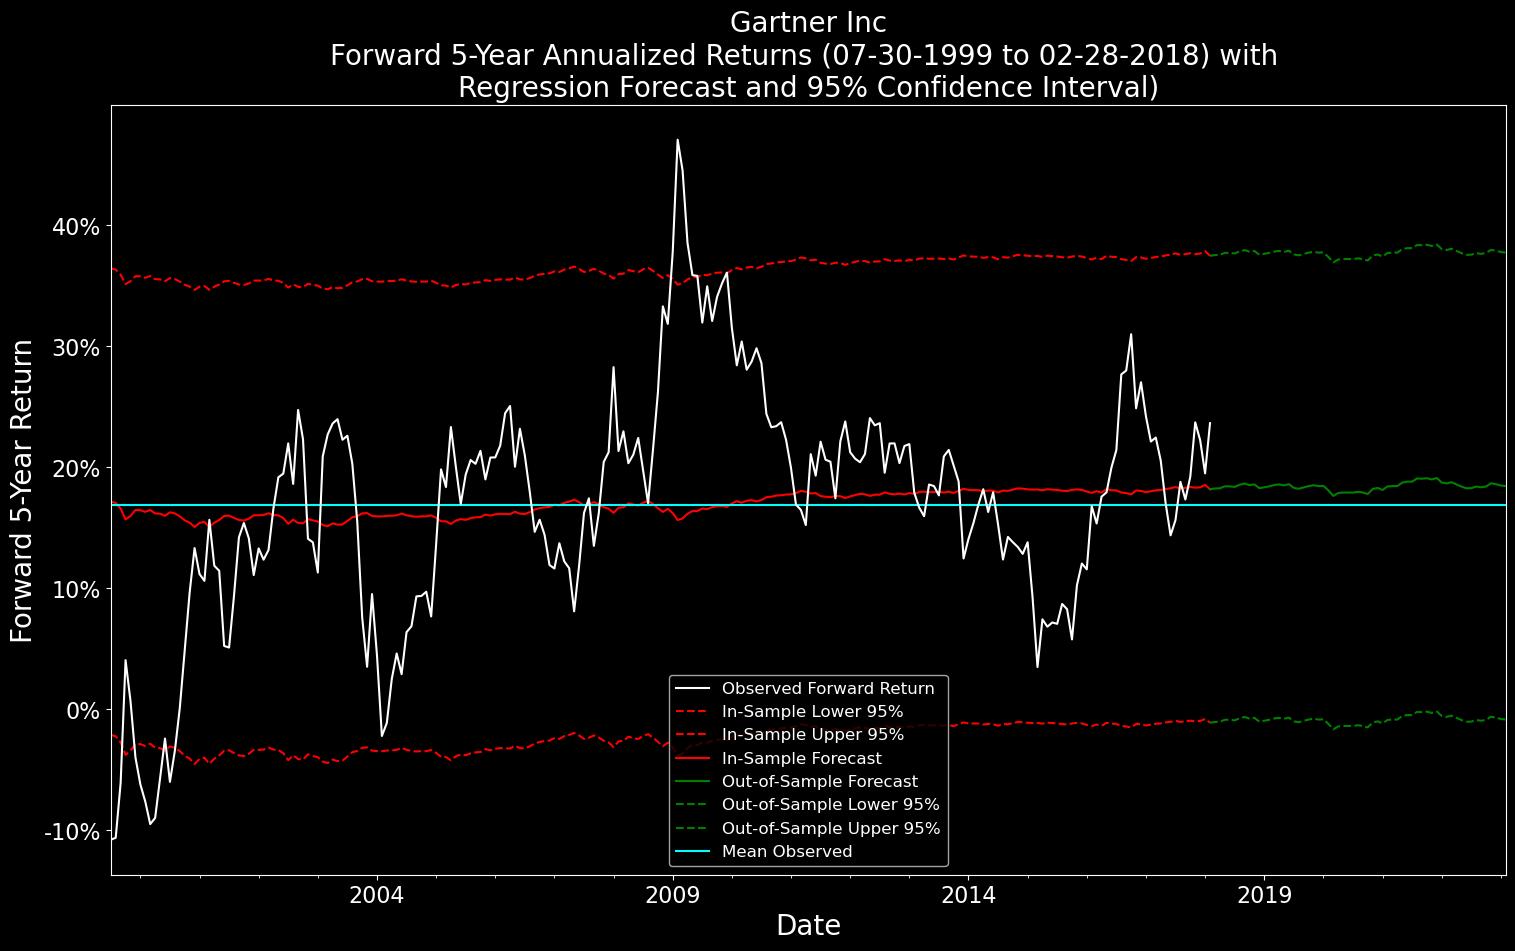 Gartner Inc
Forward 5-Year Annualized Returns (07-30-1999 to 02-28-2018) with
Regression Forecast and 95% Confidence Interval)
Forward 5-Year Return
40%
30%
20%
10%
0%
-10%
Observed Forward Return
In-Sample Lower 95%
In-Sample Upper 95%
In-Sample Forecast
Out-of-Sample Forecast
Out-of-Sample Lower 95%
Out-of-Sample Upper 95%
Mean Observed
2004 2009 2014 2019
Date